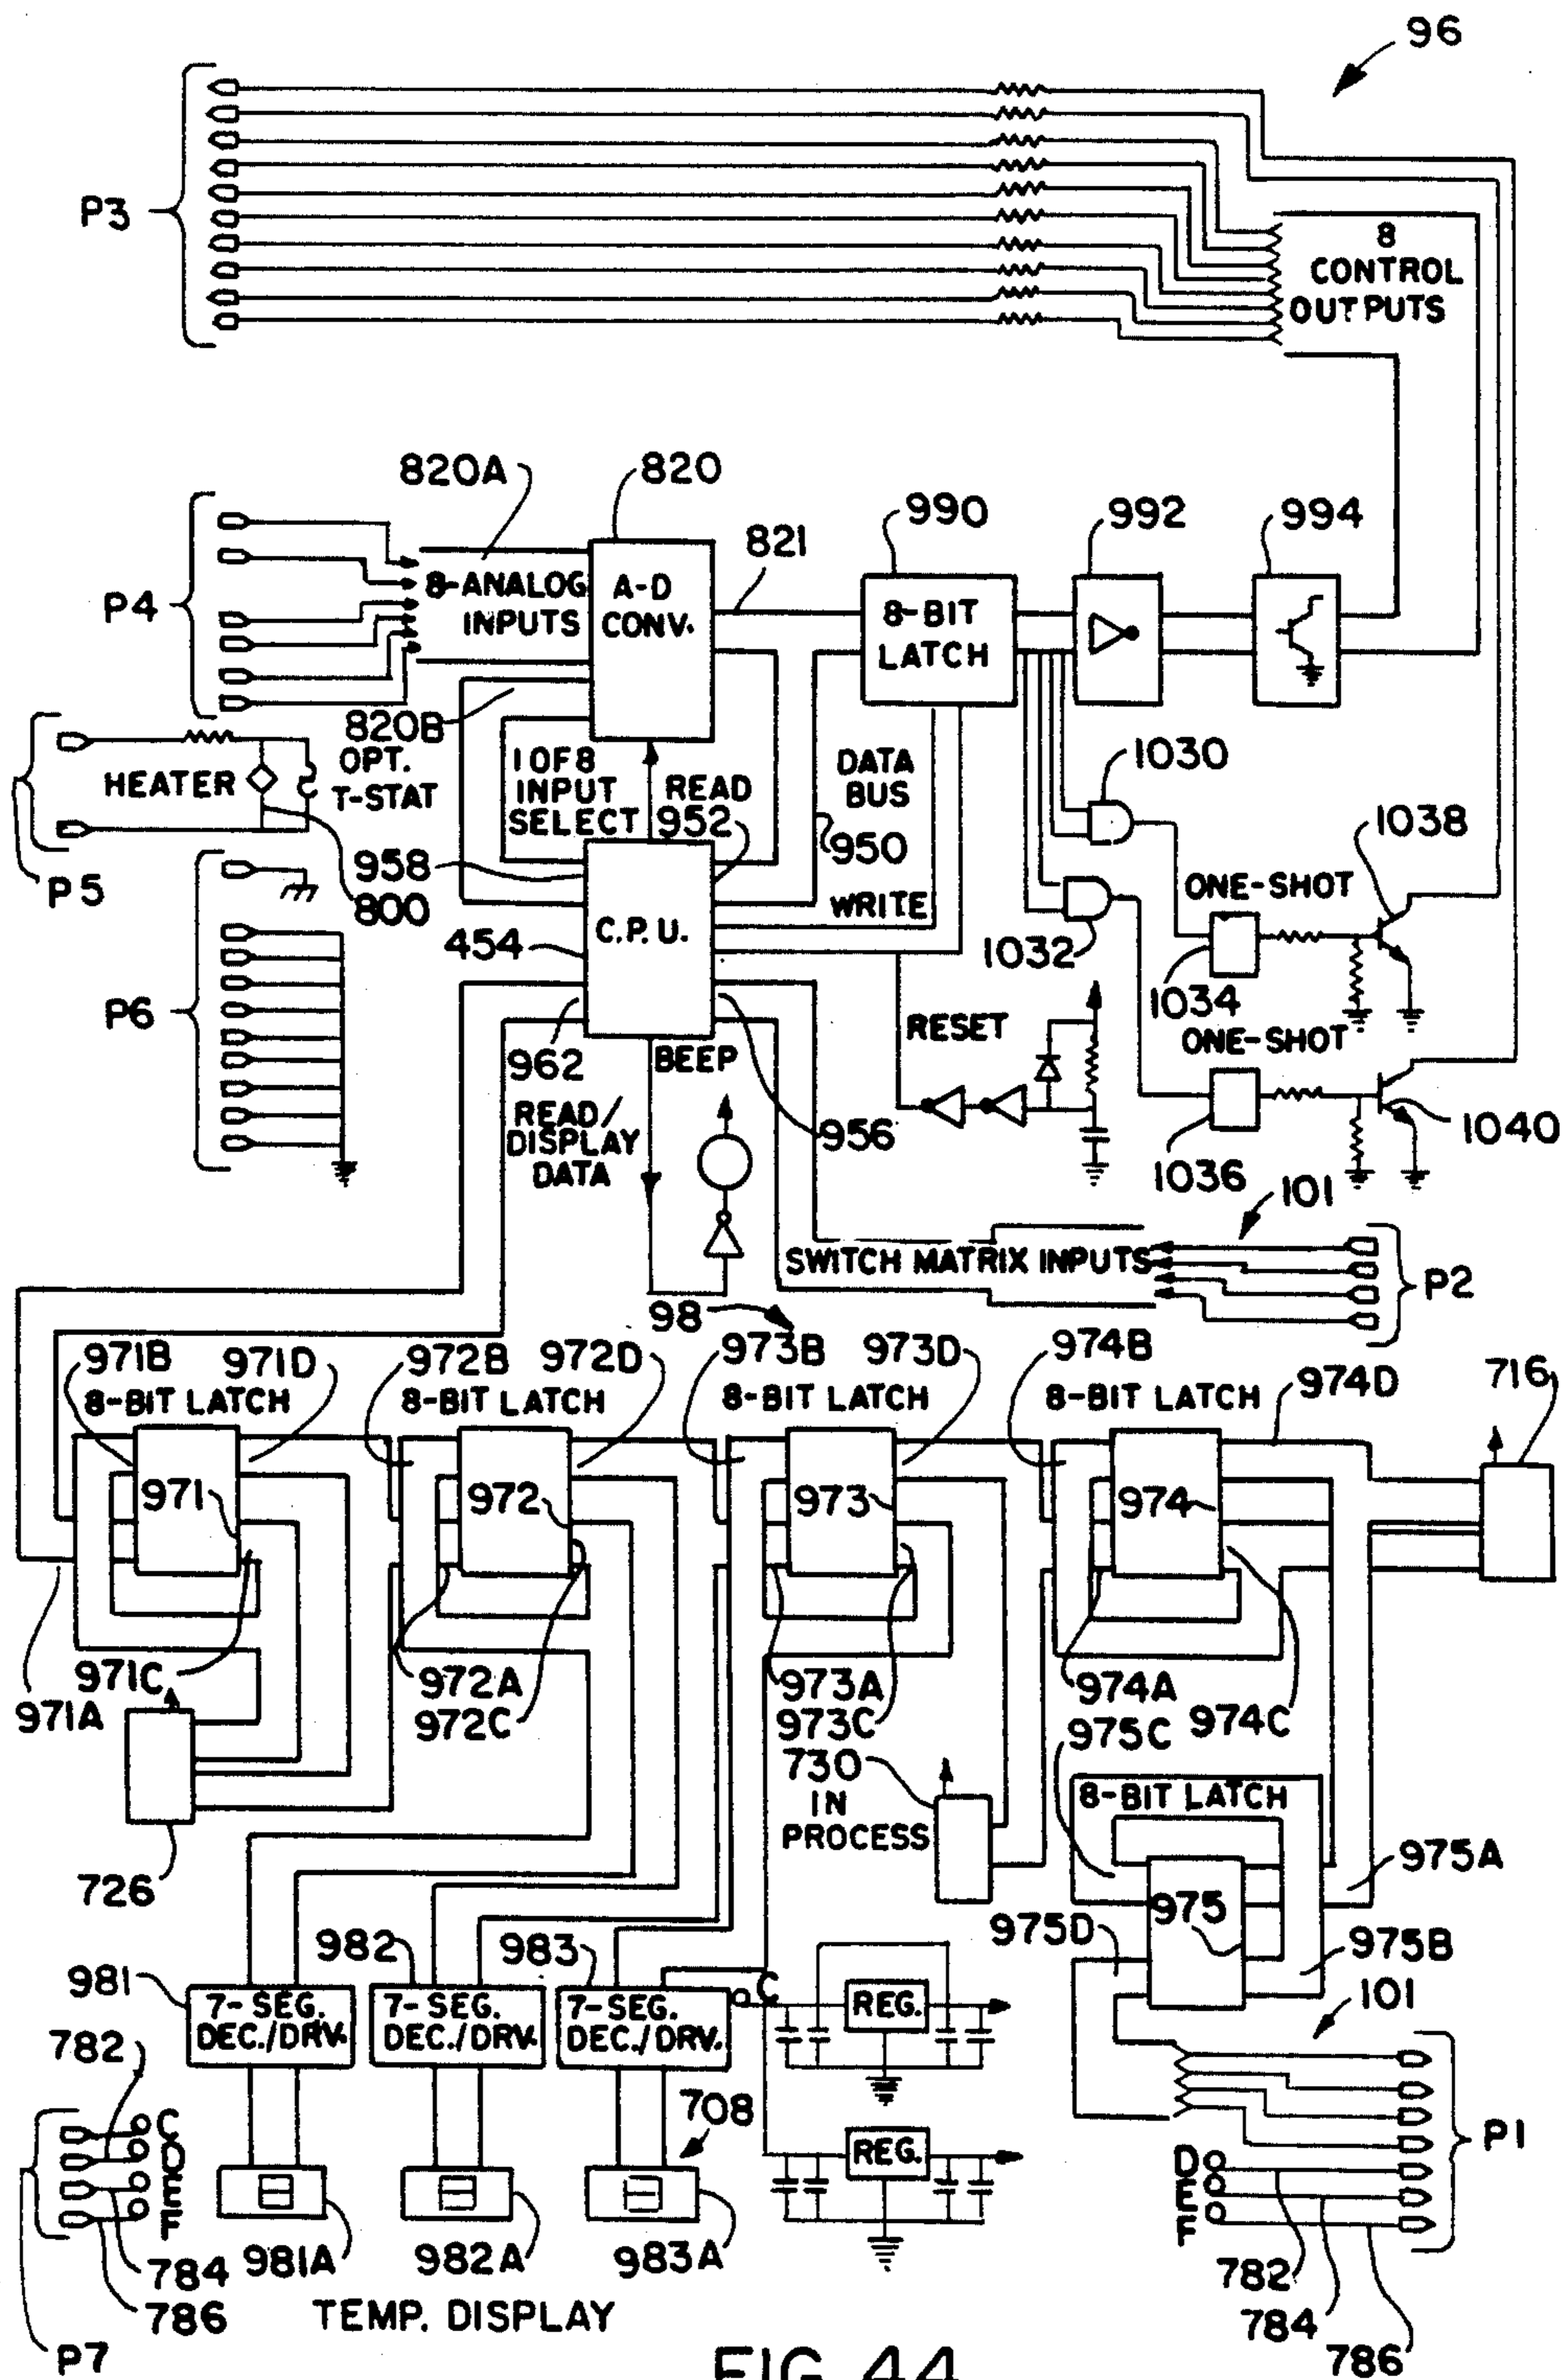 96
P3
8
CONTROL
OUTPUTS
820A
820
821
990
992
994
P4
8-ANALOG
INPUTS
A-D
CONV.
8-BIT
LATCH
820B
OPT.
T-STAT
HEATER
1 OF 8
INPUT
SELECT
READ
952
DATA
BUS
950
1030
1038
P5
958
800
WRITE
ONE-SHOT
C.P.U.
454
1032
1034
P6
RESET
ONE-SHOT
962
BEEP
READ/
DISPLAY
DATA
956
1036
1040
101
SWITCH MATRIX INPUTS
P2
98
971B
971D
972B
972D
973B
973D
974B
974D
716
8-BIT LATCH
8-BIT LATCH
8-BIT LATCH
8-BIT LATCH
971
972
973
974
971C
971A
972A
972C
973A
973C
974A
974C
975C
730
IN
PROCESS
8-BIT LATCH
726
975A
975
975D
975B
982
983
981
C
7-SEG.
DEC./DRV.
7-SEG.
DEC./DRV.
7-SEG.
DEC./DRV.
REG.
101
782
708
C
D
E
F
REG.
P1
D
E
F
784
786
981A
982A
983A
782
784
786
P7
TEMP. DISPLAY
FIG. 44